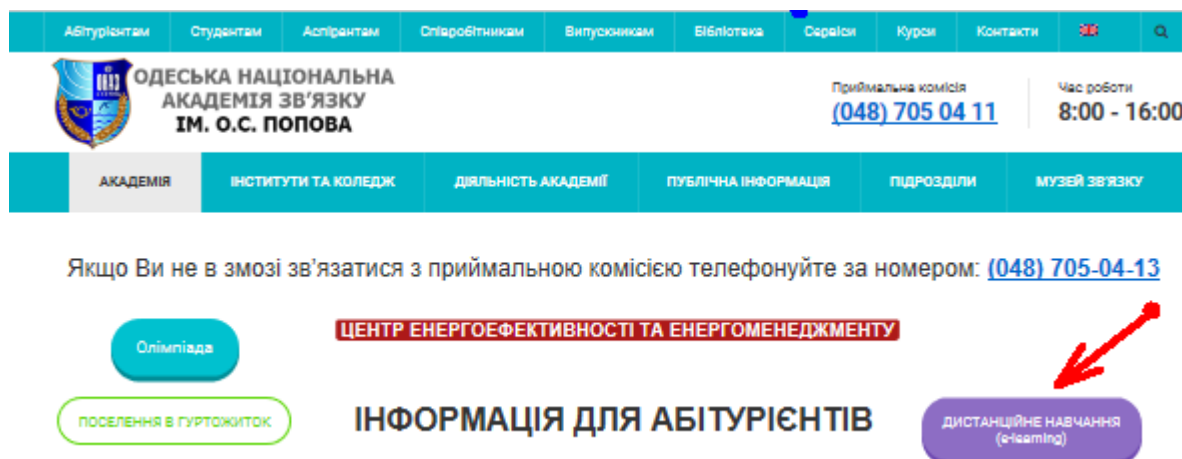 Абітурієнтам Студентам Аспірантам Співробітникам Випускникам Бібліотека Сервіси Курси Контакти
ОДЕСЬКА НАЦІОНАЛЬНА
АКАДЕМІЯ ЗВ’ЯЗКУ
ІМ. О.С. ПОПОВА
Приймальна комісія
(048) 705 04 11
Час роботи
8:00 - 16:00
АКАДЕМІЯ ІНСТИТУТИ ТА КОЛЕДЖ ДІЯЛЬНІСТЬ АКАДЕМІЇ ПУБЛІЧНА ІНФОРМАЦІЯ ПІДРОЗДІЛИ МУЗЕЙ ЗВ'ЯЗКУ
Якщо Ви не в змозі зв’язатися з приймальною комісією телефонуйте за номером: (048) 705-04-13
ЦЕНТР ЕНЕРГОЕФЕКТИВНОСТІ ТА ЕНЕРГОМЕНЕДЖМЕНТУ
Олімпіада
ПОСЕЛЕННЯ В ГУРТОЖИТОК
ІНФОРМАЦІЯ ДЛЯ АБІТУРІЄНТІВ
ДИСТАНЦІЙНЕ НАВЧАННЯ
(e-learning)